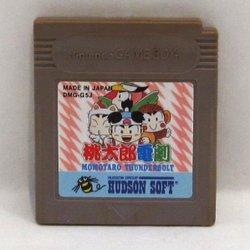 Nintendo GAME BOY
MADE IN JAPAN
DMG-G5J
桃太郎電劇
MOMOTARO THUNDERBOLT
HUDSON SOFT